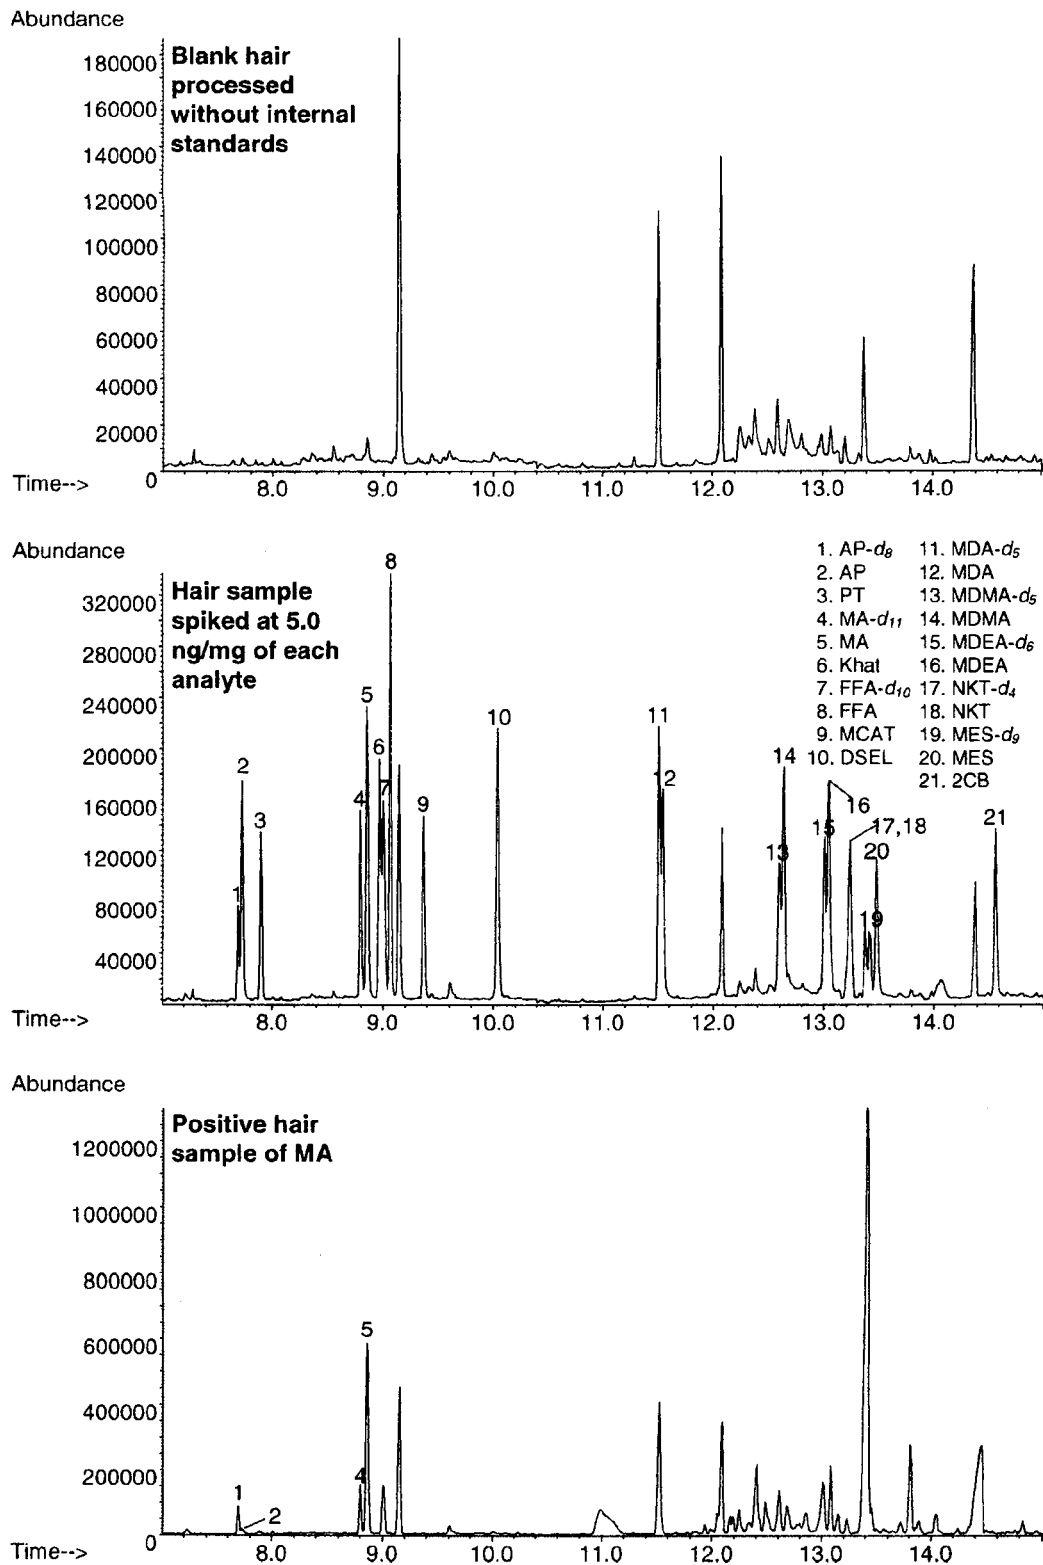 Abundance
Blank hair
processed
without internal
standards
180000
160000
140000
120000
100000
80000
60000
40000
20000
0
Time-->
8.0 9.0 10.0 11.0 12.0 13.0 14.0
Abundance
Hair sample
spiked at 5.0
ng/mg of each
analyte
1. AP-d8 11. MDA-d5
2. AP 12. MDA
3. PT 13. MDMA-d5
4. MA-d11 14. MDMA
5. MA 15. MDEA-d6
6. Khat 16. MDEA
7. FFA-d10 17. NKT-d4
8. FFA 18. NKT
9. MCAT 19. MES-d9
10. DSEL 20. MES
21. 2CB
320000
280000
240000
200000
160000
120000
80000
40000
1 2 3 4 5 6 7 8 9 10 11 12 13 14 15 16 17,18 19 20 21
Time-->
8.0 9.0 10.0 11.0 12.0 13.0 14.0
Abundance
Positive hair
sample of MA
1200000
1000000
800000
600000
400000
200000
0
1 2 4 5
Time-->
8.0 9.0 10.0 11.0 12.0 13.0 14.0